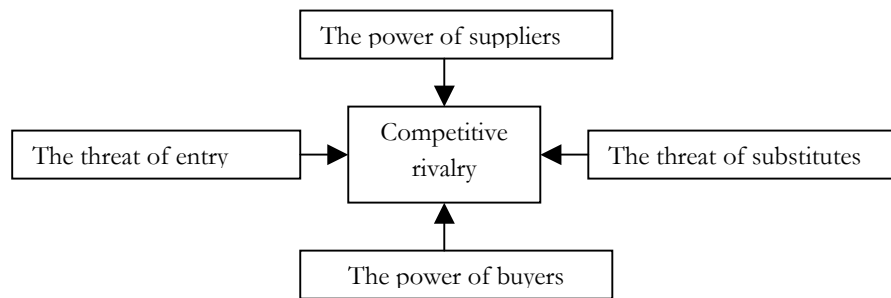 The power of suppliers
Competitive
rivalry
The threat of entry
The threat of substitutes
The power of buyers